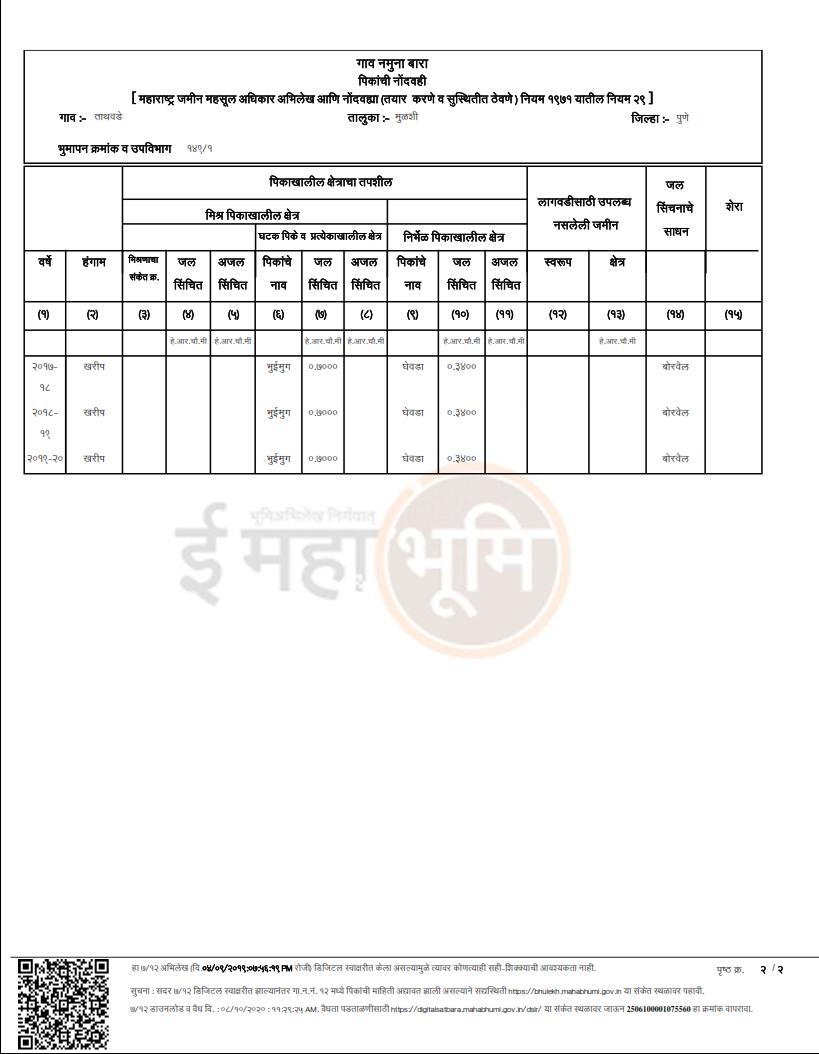 गाव नमुना बारा
पिकांची नोंदवही
[ महाराष्ट्र जमीन महसूल अधिकार अभिलेख आणि नोंदवह्या (तयार करणे व सुस्थितीत ठेवणे ) नियम १९७१ यातील नियम २९ ]
गाव :- ताथवडे तालुका :- मुळशी जिल्हा :- पुणे
भुमापन क्रमांक व उपविभाग १४९/१
पिकाखालील क्षेत्राचा तपशील
लागवडीसाठी उपलब्ध नसलेली जमीन
जल सिंचनाचे साधन
शेरा
मिश्र पिकाखालील क्षेत्र
घटक पिके व प्रत्येकाखालील क्षेत्र निर्भेळ पिकाखालील क्षेत्र
वर्षे हंगाम मिश्रणाचा संकेत क्र. जल सिंचित अजल सिंचित पिकांचे नाव जल सिंचित अजल सिंचित पिकांचे नाव जल सिंचित अजल सिंचित स्वरूप क्षेत्र
(१) (२) (३) (४) (५) (६) (७) (८) (९) (१०) (११) (१२) (१३) (१४) (१५)
हे.आर.चौ.मी हे.आर.चौ.मी हे.आर.चौ.मी हे.आर.चौ.मी हे.आर.चौ.मी हे.आर.चौ.मी हे.आर.चौ.मी
२०१७-१८ खरीप भुईमुग ०.७००० घेवडा ०.३४०० बोरवेल
२०१८-१९ खरीप भुईमुग ०.७००० घेवडा ०.३४०० बोरवेल
२०१९-२० खरीप भुईमुग ०.७००० घेवडा ०.३४०० बोरवेल
भूमिअभिलेख निर्गयात्
ई महा भूमि
हा ७/१२ अभिलेख (दि.०४/०९/२०१९:०७:५६:१९ PM रोजी) डिजिटल स्वाक्षरीत केला असल्यामुळे त्यावर कोणत्याही सही-शिक्क्याची आवश्यकता नाही.
पृष्ठ क्र. २ / २
सुचना : सदर ७/१२ डिजिटल स्वाक्षरीत झाल्यानंतर गा.न.नं. १२ मध्ये पिकांची माहिती अद्यावत झाली असल्याने सद्यस्थिती https://bhulekh.mahabhumi.gov.in या संकेत स्थळावर पहावी.
७/१२ डाउनलोड व वैध दि. : ०८/१०/२०२० : ११:२९:२५ AM. वैधता पडताळणीसाठी https://digitalsatbara.mahabhumi.gov.in/dslr/ या संकेत स्थळावर जाऊन 2506100001075560 हा क्रमांक वापरावा.